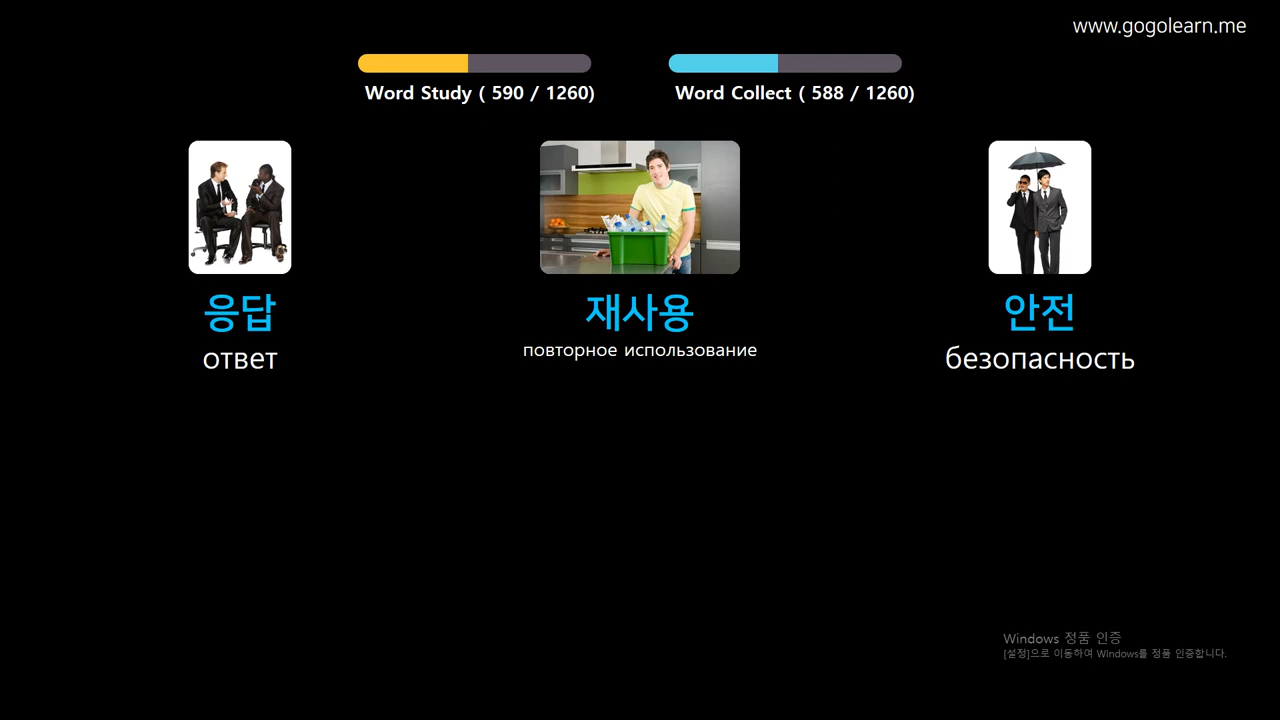 www.gogolearn.me
Word Study ( 590 / 1260)
Word Collect ( 588 / 1260)
응답
재사용
안전
ответ
повторное использование
безопасность
Windows 정품 인증
[설정]으로 이동하여 Windows를 정품 인증합니다.